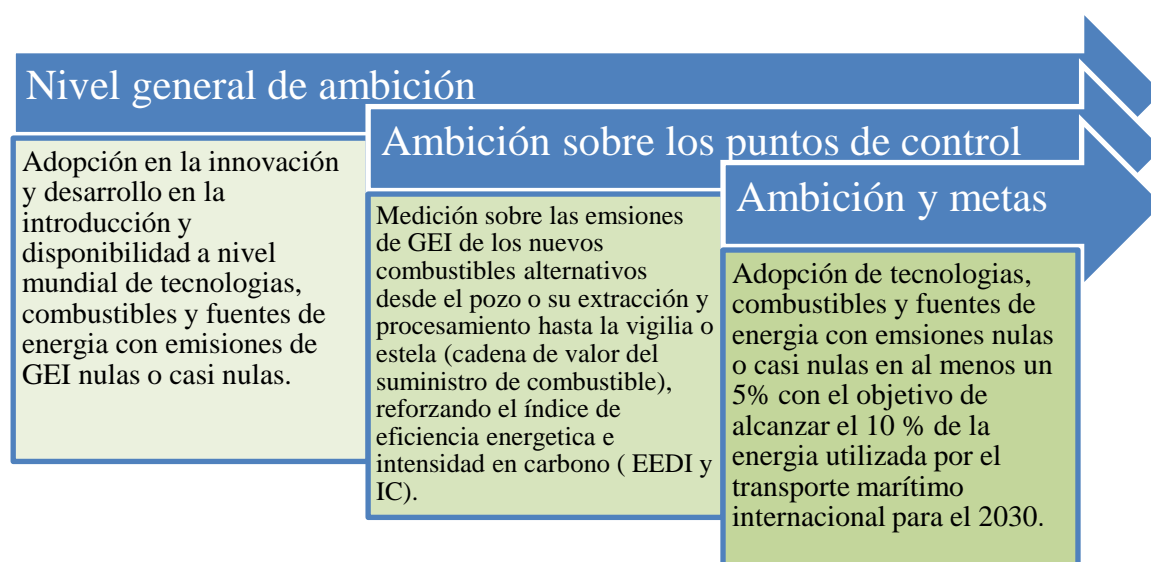 Nivel general de ambición
Adopción en la innovación
y desarrollo en la
introducción y
disponibilidad a nivel
mundial de tecnologias,
combustibles y fuentes de
energia con emisiones de
GEI nulas o casi nulas.
Ambición sobre los puntos de control
Medición sobre las emsiones
de GEI de los nuevos
combustibles alternativos
desde el pozo o su extracción y
procesamiento hasta la vigilia o
estela (cadena de valor del
suministro de combustible),
reforzando el índice de
eficiencia energetica e
intensidad en carbono ( EEDI y
IC).
Ambición y metas
Adopción de tecnologias,
combustibles y fuentes de
energia con emsiones nulas
o casi nulas en al menos un
5% con el objetivo de
alcanzar el 10 % de la
energia utilizada por el
transporte marítimo
internacional para el 2030.